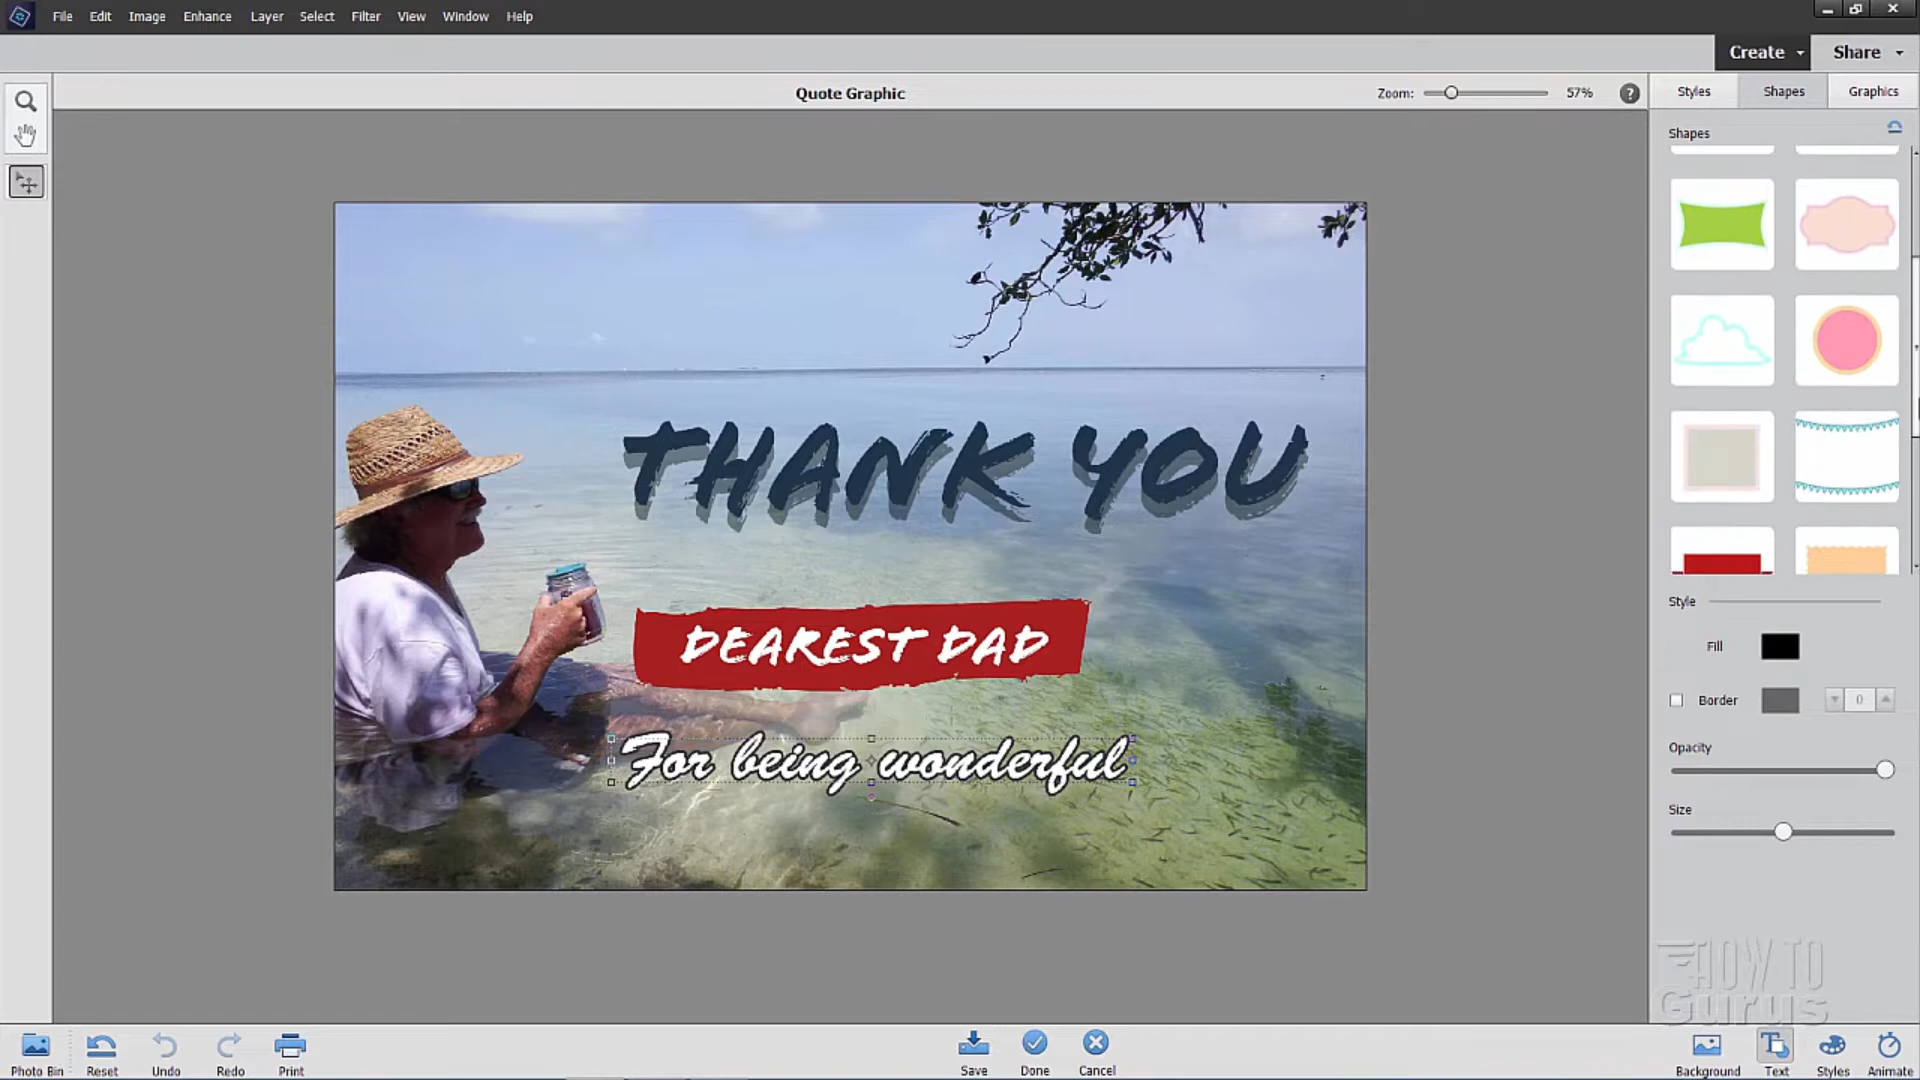 File Edit Image Enhance Layer Select Filter View Window Help
Create Share
Quote Graphic Zoom: 57% ?
Styles Shapes Graphics
Shapes
THANK YOU
DEAREST DAD
For being wonderful
Style
Fill
Border 0
Opacity
Size
HOW TO
Gurus
Photo Bin Reset Undo Redo Print Save Done Cancel Background Text Styles Animate